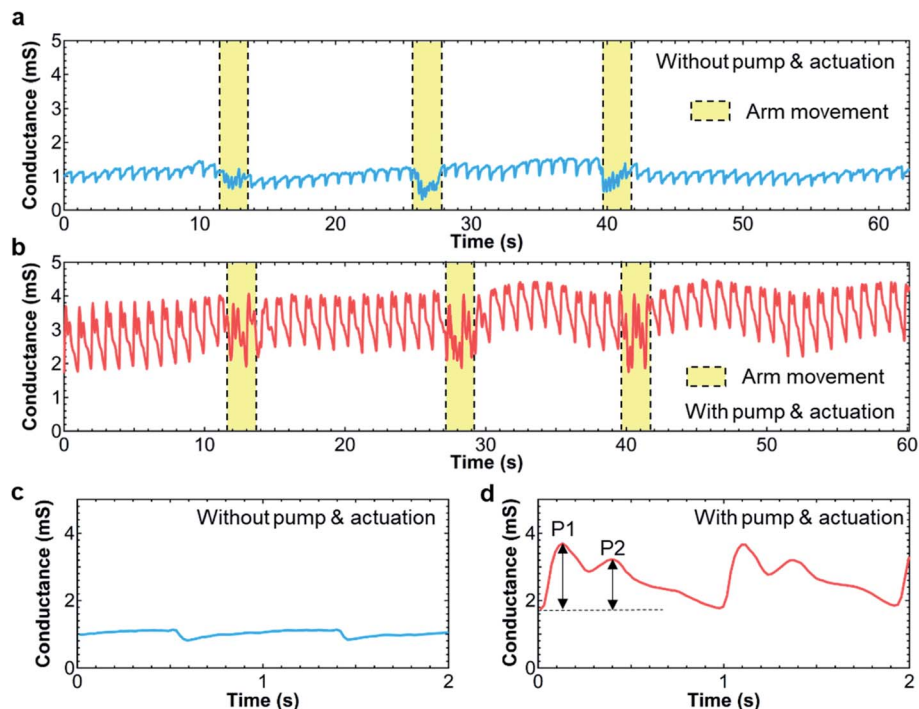 a
Conductance (mS)
5
4
3
2
1
0
Without pump & actuation
Arm movement
0 10 20 30 40 50 60
Time (s)
b
Conductance (mS)
5
4
3
2
1
0
Arm movement
With pump & actuation
0 10 20 30 40 50 60
Time (s)
c
Conductance (mS)
4
2
0
Without pump & actuation
0 1 2
Time (s)
d
Conductance (mS)
4
2
0
With pump & actuation
P1
P2
0 1 2
Time (s)